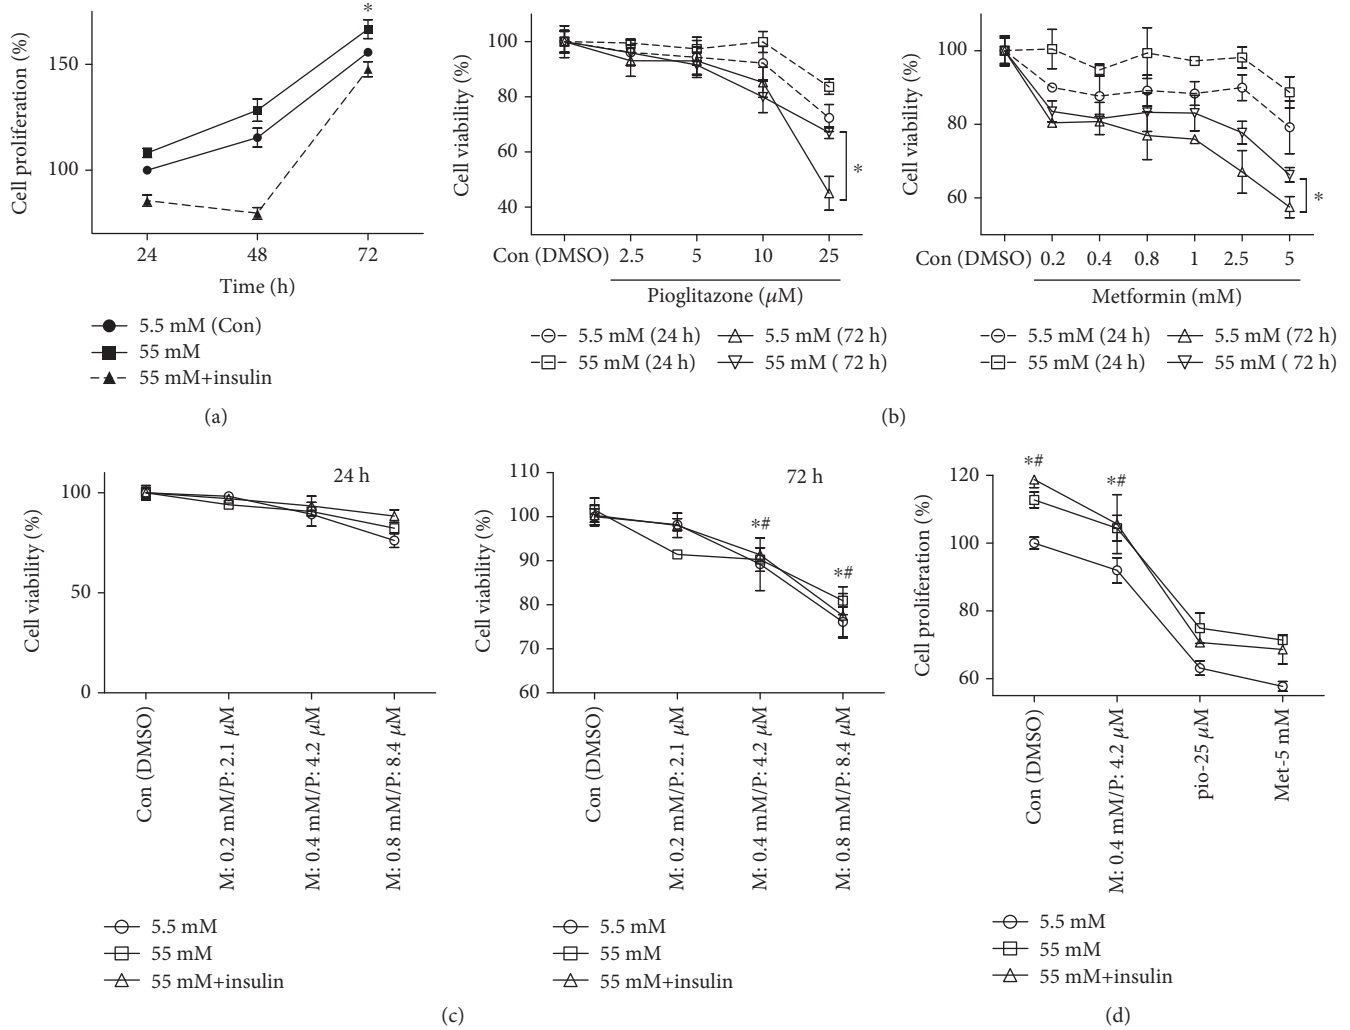 Cell proliferation (%)
150
100
*
24 48 72
Time (h)
5.5 mM (Con)
55 mM
55 mM+insulin
(a)
Cell viability (%)
100
80
60
40
*
Con (DMSO) 2.5 5 10 25
Pioglitazone (μM)
5.5 mM (24 h) 5.5 mM (72 h)
55 mM (24 h) 55 mM ( 72 h)
Cell viability (%)
100
80
60
*
Con (DMSO) 0.2 0.4 0.8 1 2.5 5
Metformin (mM)
5.5 mM (24 h) 5.5 mM (72 h)
55 mM (24 h) 55 mM ( 72 h)
(b)
24 h
Cell viability (%)
100
50
0
Con (DMSO)
M: 0.2 mM/P: 2.1 μM
M: 0.4 mM/P: 4.2 μM
M: 0.8 mM/P: 8.4 μM
5.5 mM
55 mM
55 mM+insulin
72 h
Cell viability (%)
110
100
90
80
70
60
*#
*#
Con (DMSO)
M: 0.2 mM/P: 2.1 μM
M: 0.4 mM/P: 4.2 μM
M: 0.8 mM/P: 8.4 μM
5.5 mM
55 mM
55 mM+insulin
(c)
Cell proliferation (%)
120
100
80
60
*#
*#
Con (DMSO)
M: 0.4 mM/P: 4.2 μM
pio-25 μM
Met-5 mM
5.5 mM
55 mM
55 mM+insulin
(d)